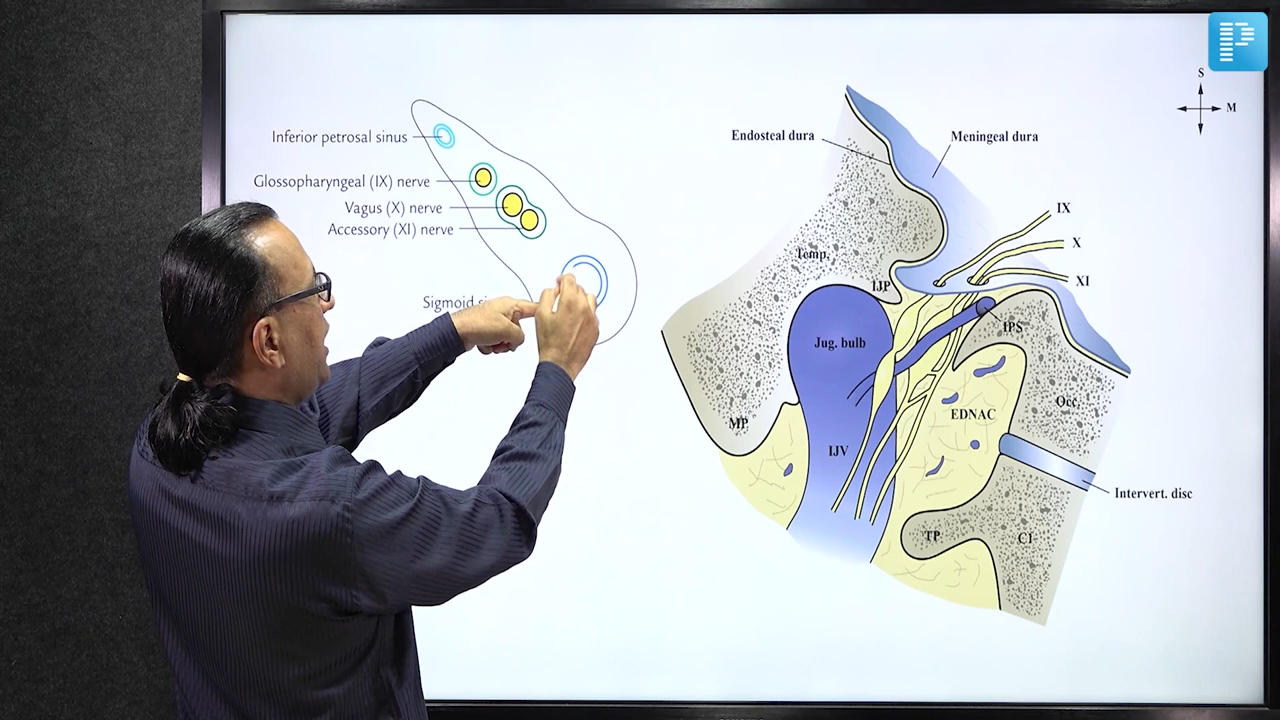 Inferior petrosal sinus
Glossopharyngeal (IX) nerve
Vagus (X) nerve
Accessory (XI) nerve
Sigmoid
S
M
Endosteal dura
Meningeal dura
IX
X
XI
Temp.
IJP
IPS
Jug. bulb
Occ
MP
EDNAC
IJV
Intervert. disc
TP
C1
P